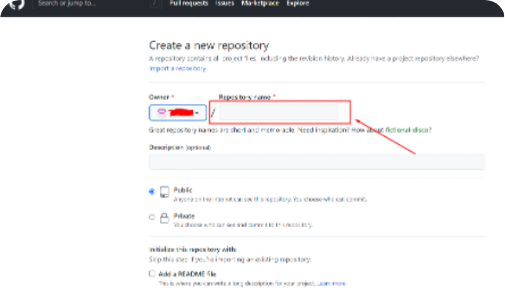 Search or jump to... / Pull requests Issues Marketplace Explore
Create a new repository
A repository contains all project files, including the revision history. Already have a project repository elsewhere?
Import a repository.
Owner * Repository name *
/
Great repository names are short and memorable. Need inspiration? How about fictional-disco?
Description (optional)
Public
Anyone on the internet can see this repository. You choose who can commit.
Private
You choose who can see and commit to this repository.
Initialize this repository with:
Skip this step if you're importing an existing repository.
Add a README file
This is where you can write a long description for your project. Learn more.